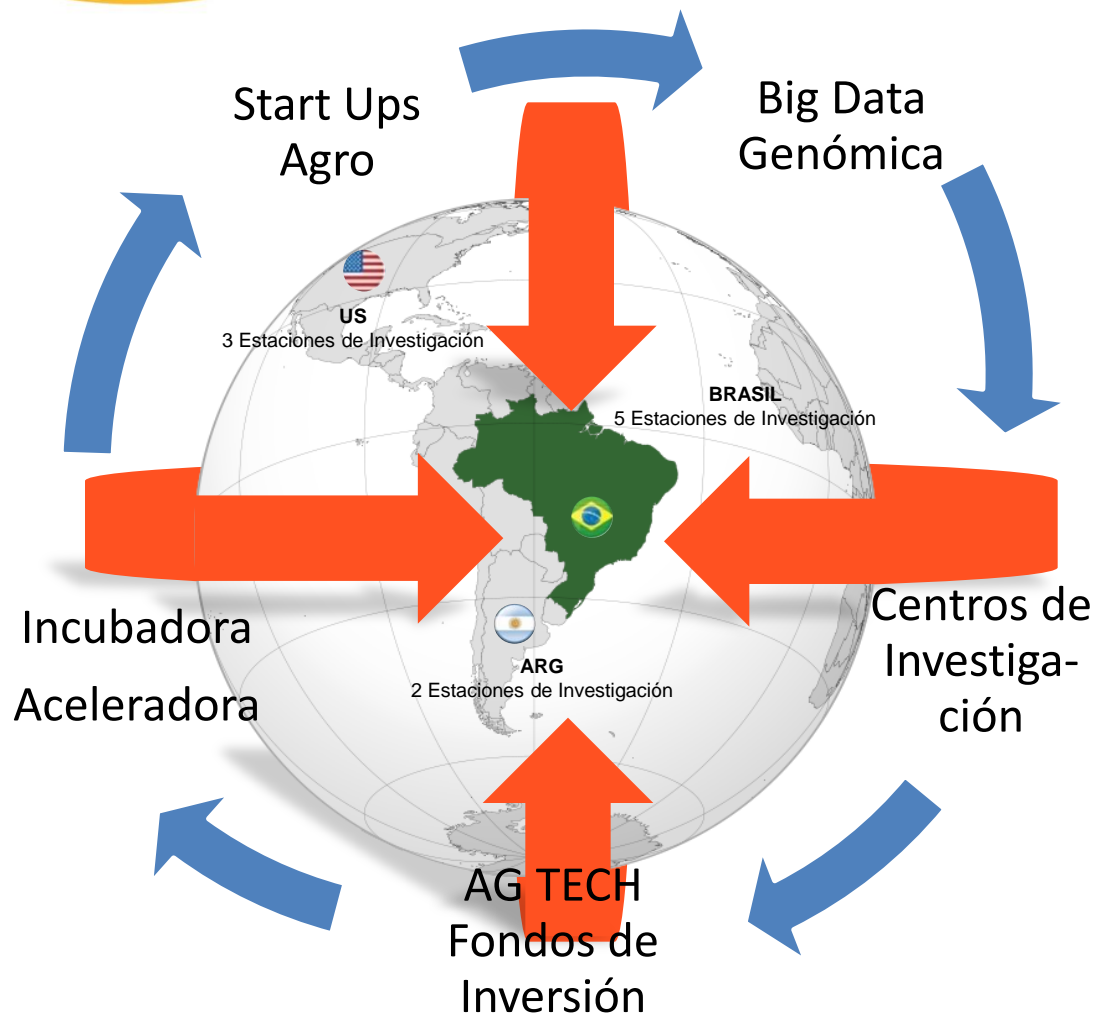 Start Ups
Agro
Big Data
Genómica
US
3 Estaciones de Investigación
BRASIL
5 Estaciones de Investigación
Incubadora
Aceleradora
Centros de
Investiga-
ción
ARG
2 Estaciones de Investigación
AG TECH
Fondos de
Inversión